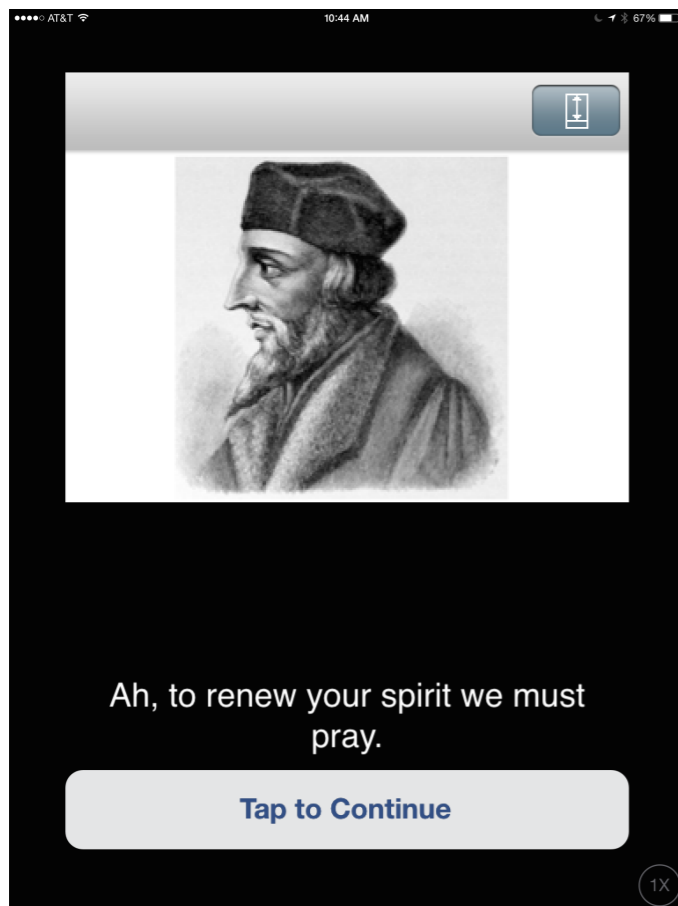 AT&T 10:44 AM 67%
Ah, to renew your spirit we must
pray.
Tap to Continue
1X